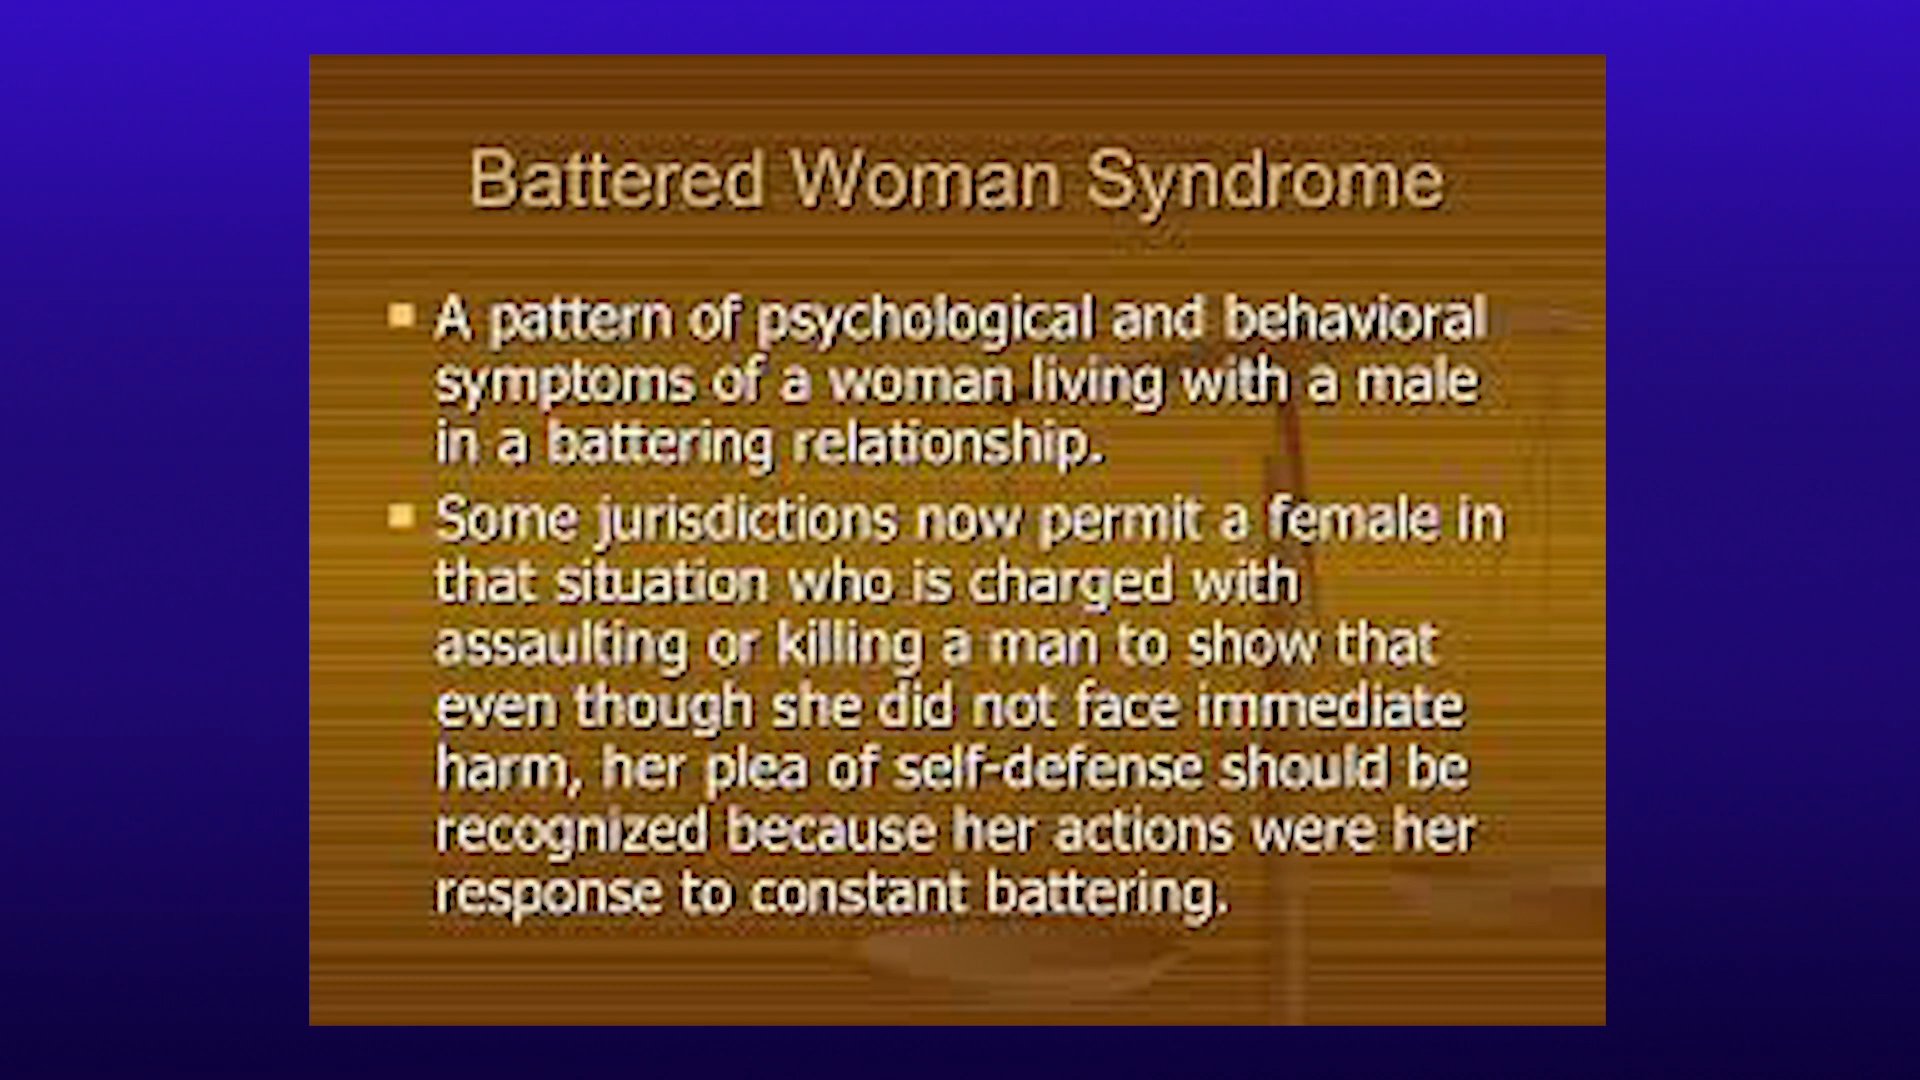 Battered Woman Syndrome
A pattern of psychological and behavioral
symptoms of a woman living with a male
in a battering relationship.
Some jurisdictions now permit a female in
that situation who is charged with
assaulting or killing a man to show that
even though she did not face immediate
harm, her plea of self-defense should be
recognized because her actions were her
response to constant battering.